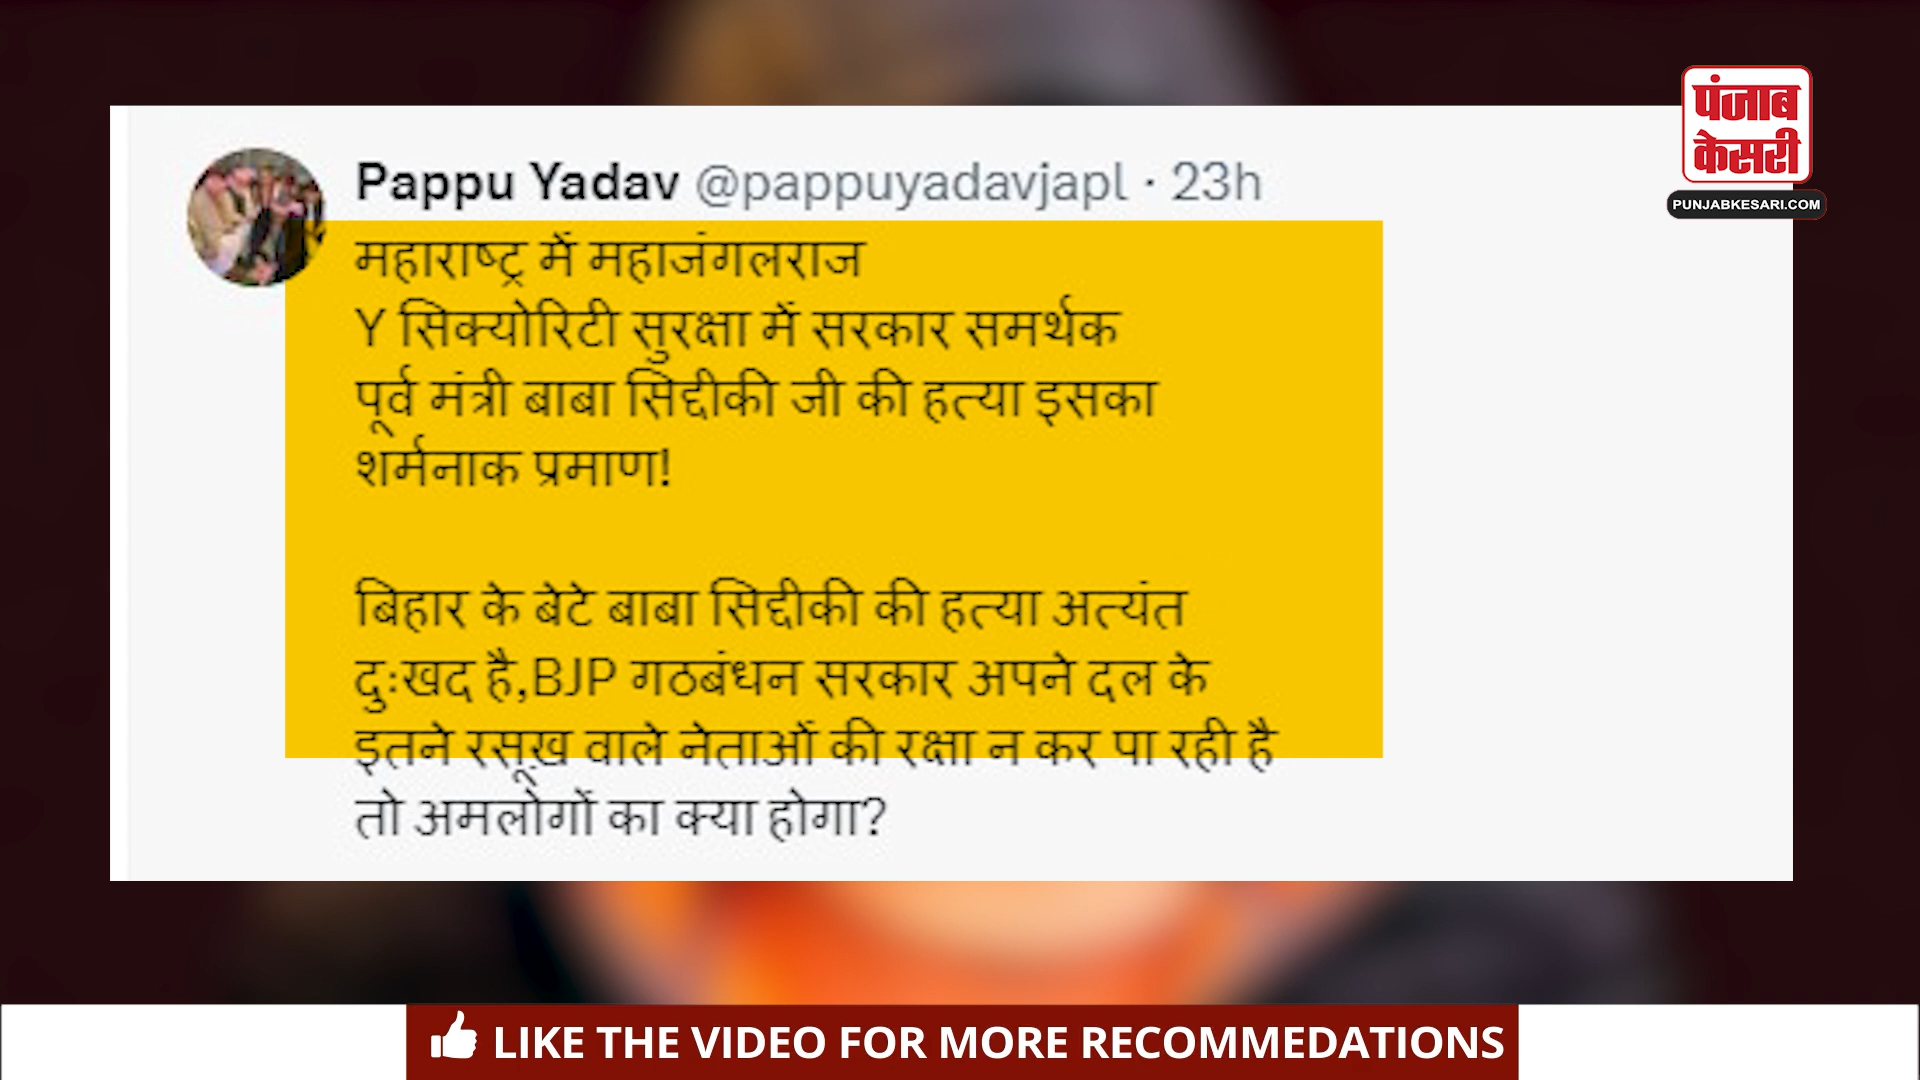 पंजाब
केसरी
PUNJABKESARI.COM
Pappu Yadav @pappuyadavjapl · 23h
महाराष्ट्र में महाजंगलराज
Y सिक्योरिटी सुरक्षा में सरकार समर्थक
पूर्व मंत्री बाबा सिद्दीकी जी की हत्या इसका
शर्मनाक प्रमाण!
बिहार के बेटे बाबा सिद्दीकी की हत्या अत्यंत
दुःखद है,BJP गठबंधन सरकार अपने दल के
इतने रसूख वाले नेताओं की रक्षा न कर पा रही है
तो अमलोगों का क्या होगा?
LIKE THE VIDEO FOR MORE RECOMMEDATIONS